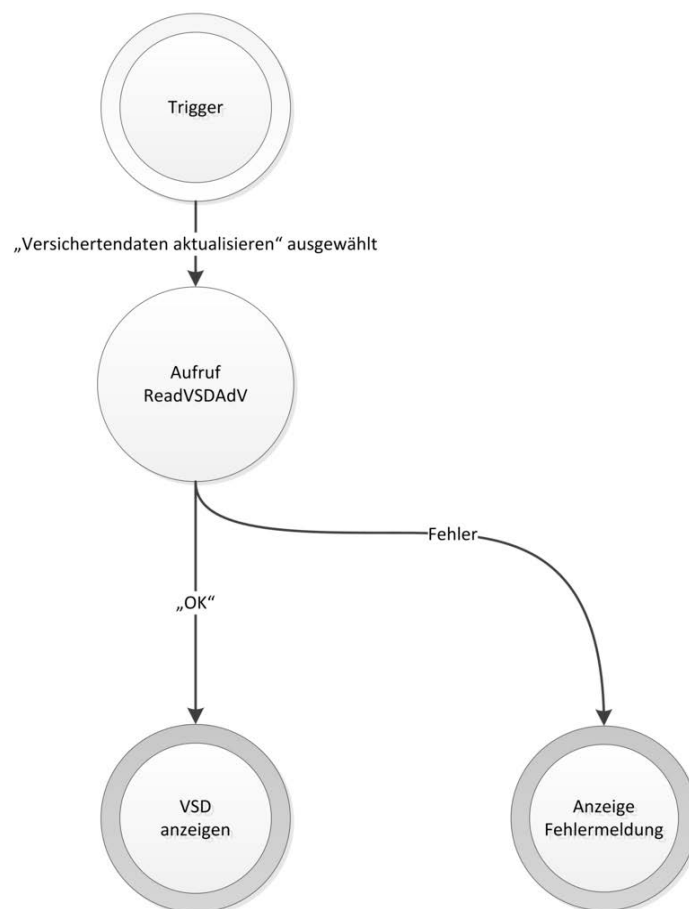 Trigger
„Versichertendaten aktualisieren“ ausgewählt
Aufruf
ReadVSDAdV
Fehler
„OK“
VSD
anzeigen
Anzeige
Fehlermeldung